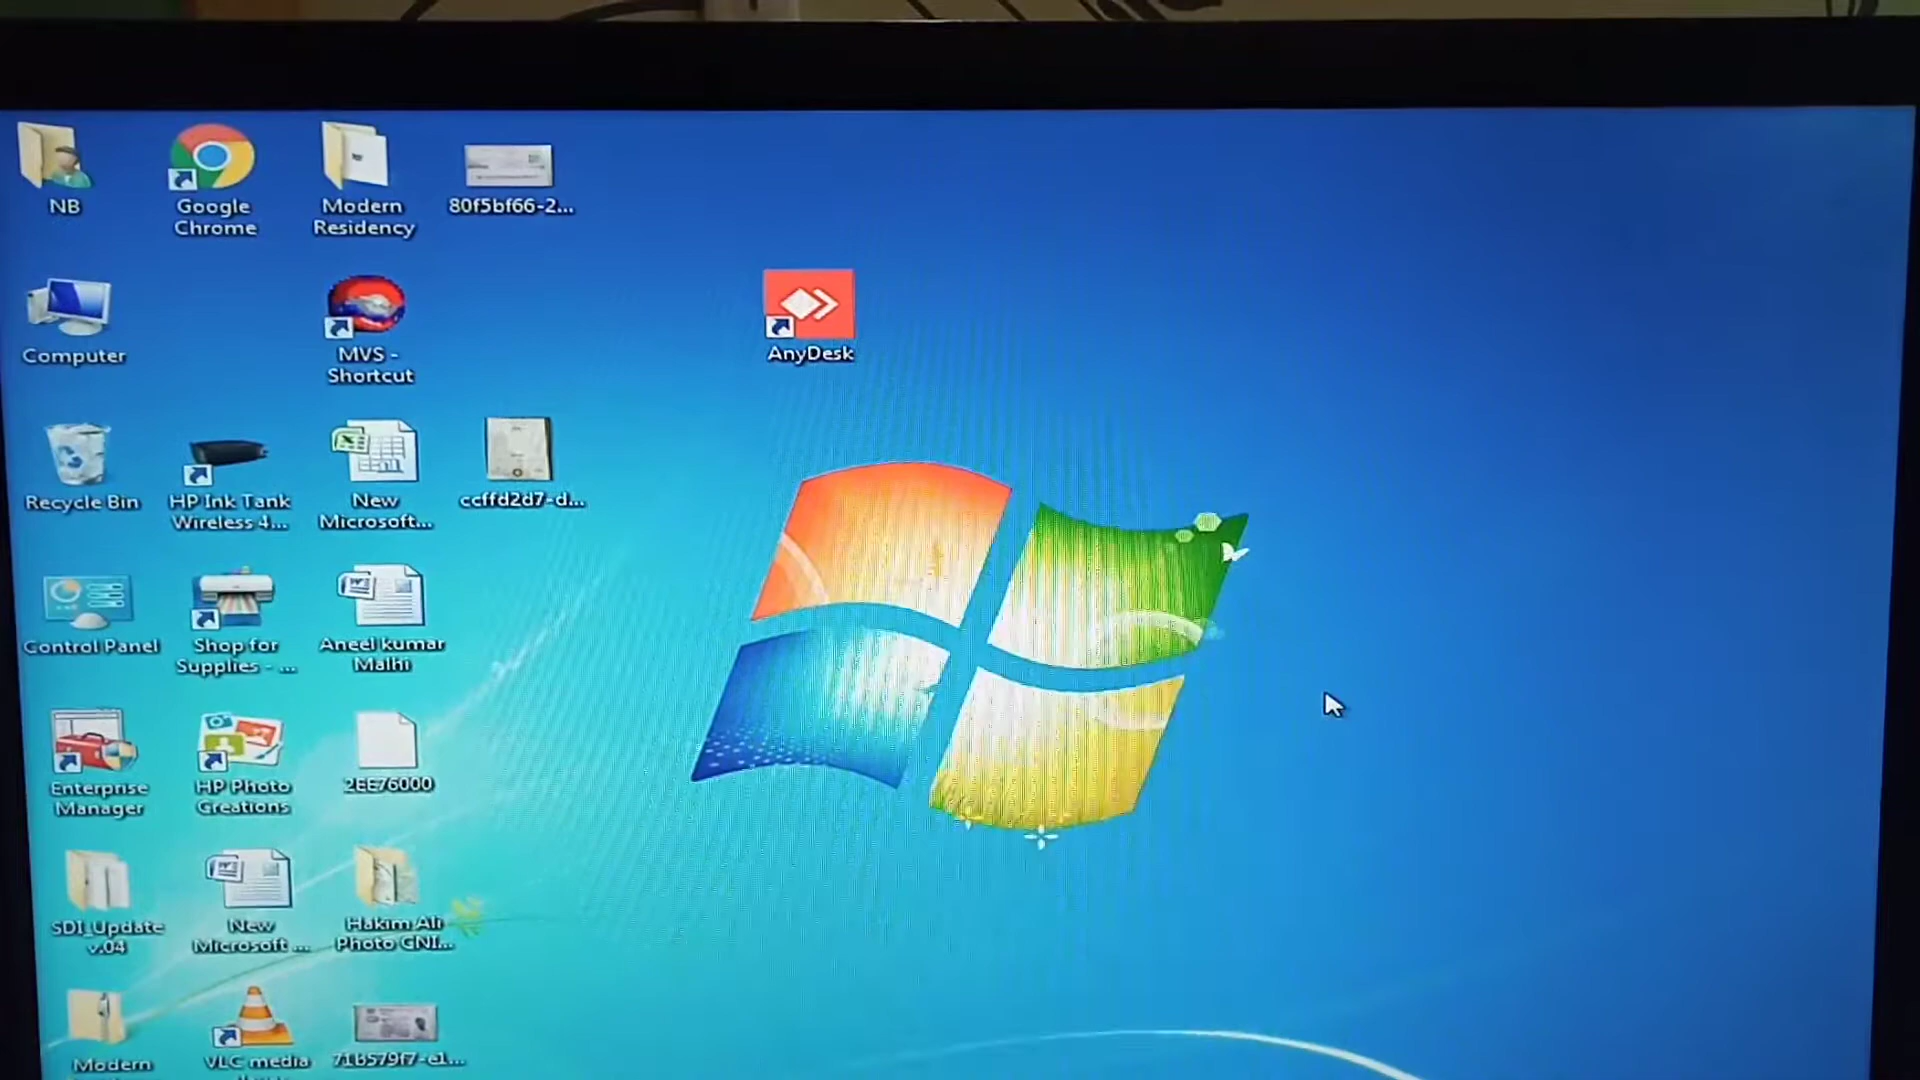 NB
Google
Chrome
Modern
Residency
80f5bf66-2...
Computer
MVS -
Shortcut
AnyDesk
Recycle Bin
HP Ink Tank
Wireless 4...
New
Microsoft...
ccffd2d7-d...
Control Panel
Shop for
Supplies - ...
Aneel kumar
Malhi
Enterprise
Manager
HP Photo
Creations
2EE76000
SDI_Update
v.04
New
Microsoft ...
Hakim Ali
Photo GNI...
Modern
VLC media
71b579f7-e1...